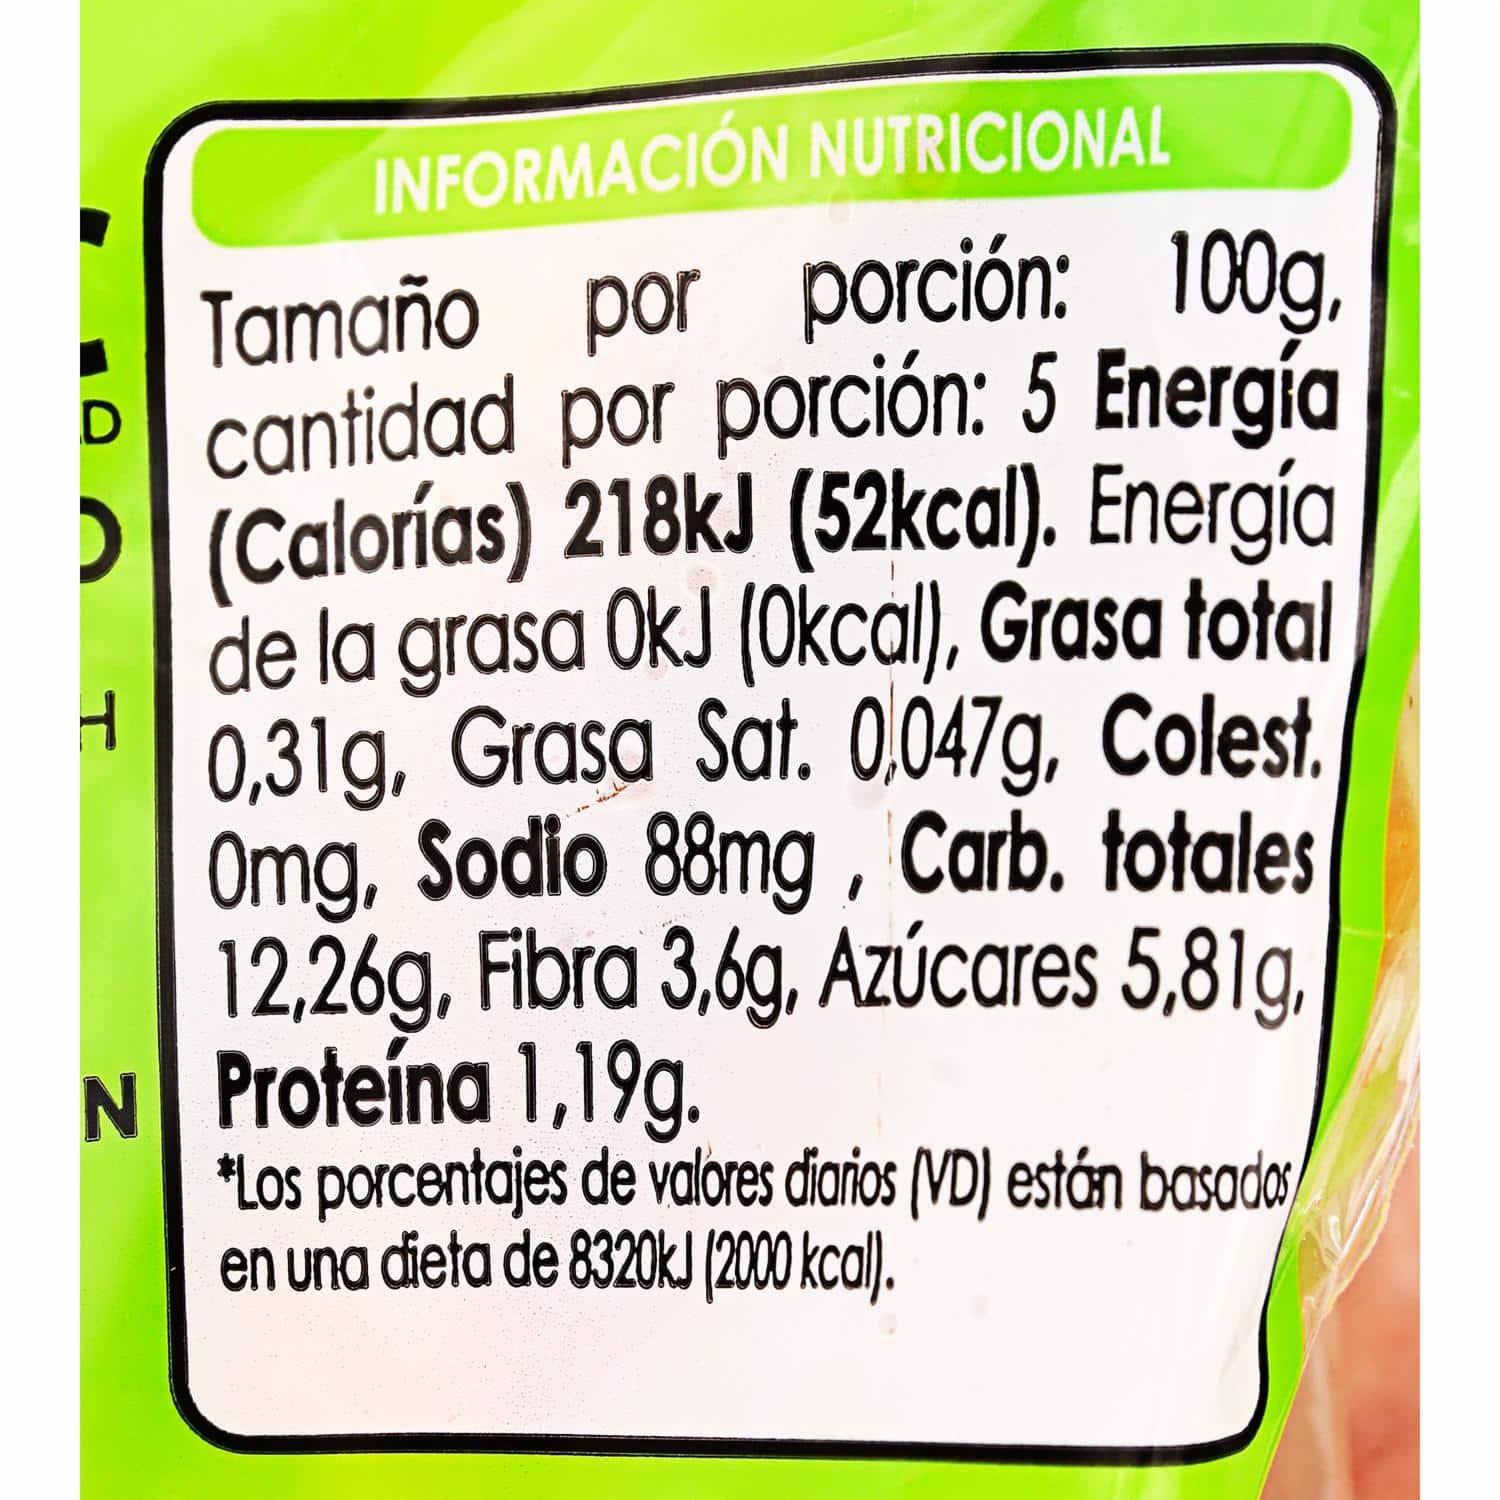 INFORMACIÓN NUTRICIONAL
Tamaño por porción: 100g,
cantidad por porción: 5 Energía
(Calorías) 218kJ (52kcal). Energía
de la grasa 0kJ (0kcal), Grasa total
0,31g, Grasa Sat. 0,047g, Colest.
0mg, Sodio 88mg , Carb. totales
12,26g, Fibra 3,6g, Azúcares 5,81g,
Proteína 1,19g.
*Los porcentajes de valores diarios (VD) están basados
en una dieta de 8320kJ (2000 kcal).